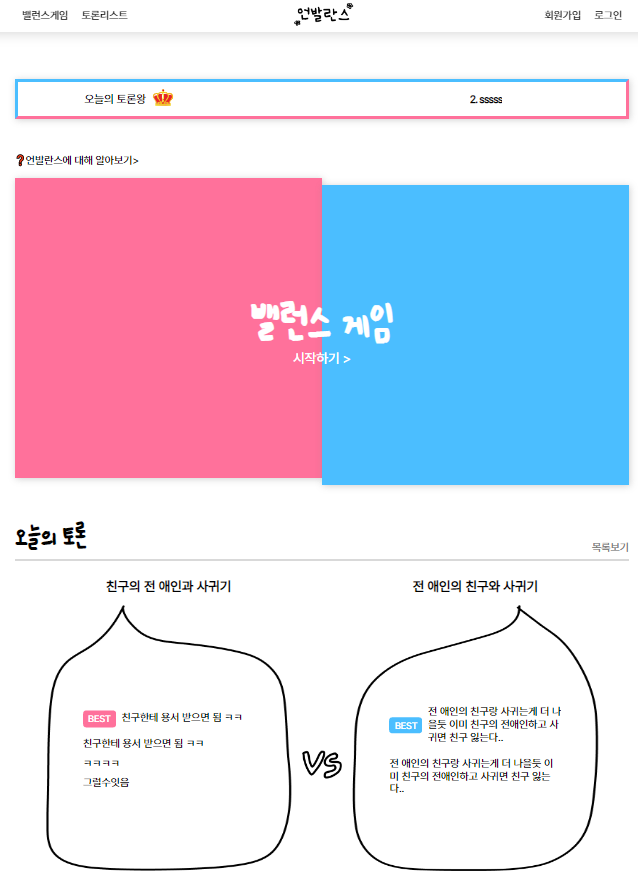 밸런스게임 토론리스트 언발란스 회원가입 로그인
오늘의 토론왕 2. sssss
언발란스에 대해 알아보기>
밸런스 게임
시작하기 >
오늘의 토론
목록보기
친구의 전 애인과 사귀기
전 애인의 친구와 사귀기
BEST 친구한테 용서 받으면 됨 ㅋㅋ
친구한테 용서 받으면 됨 ㅋㅋ
ㅋㅋㅋㅋ
그럴수잇음
VS
BEST
전 애인의 친구랑 사귀는게 더 나
을듯 이미 친구의 전애인하고 사
귀면 친구 잃는다..
전 애인의 친구랑 사귀는게 더 나을듯 이
미 친구의 전애인하고 사귀면 친구 잃는
다..